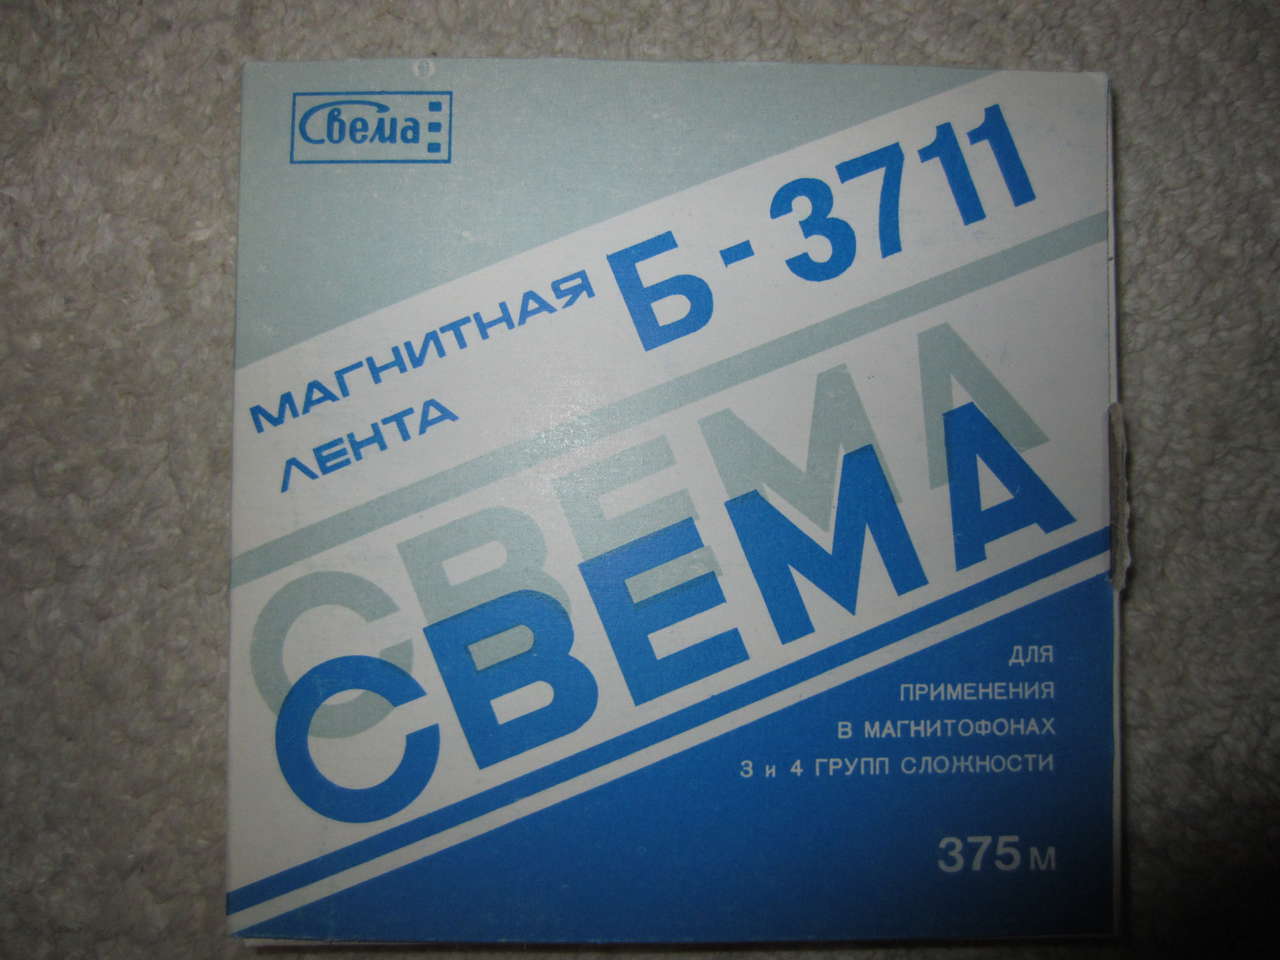 Свема
МАГНИТНАЯ
ЛЕНТА
Б-3711
СВЕМА
СВЕМА
ДЛЯ
ПРИМЕНЕНИЯ
В МАГНИТОФОНАХ
3 и 4 ГРУПП СЛОЖНОСТИ
375 м